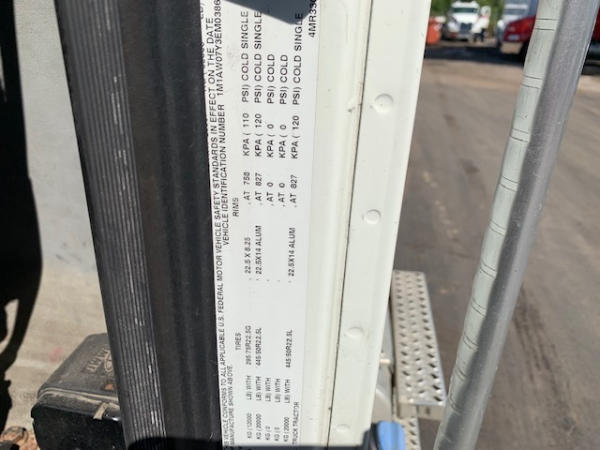 VEHICLE CONFORMS TO ALL APPLICABLE U.S. FEDERAL MOTOR VEHICLE SAFETY STANDARDS IN EFFECT ON THE DATE
MANUFACTURE SHOWN ABOVE. VEHICLE IDENTIFICATION NUMBER 1M1AW07Y3EM0386
TIRES RIMS
KG (12000 LB) WITH 295/75R22.5G , 22.5 X 8.25 , AT 758 KPA ( 110 PSI) COLD SINGLE
KG (20000 LB) WITH 445/50R22.5L , 22.5X14 ALUM , AT 827 KPA ( 120 PSI) COLD SINGLE
KG ( 0 LB) WITH , , AT 0 KPA ( 0 PSI) COLD
KG ( 0 LB) WITH , , AT 0 KPA ( 0 PSI) COLD
KG (20000 LB) WITH 445/50R22.5L , 22.5X14 ALUM , AT 827 KPA ( 120 PSI) COLD SINGLE
TRUCK TRACTOR 4MR33